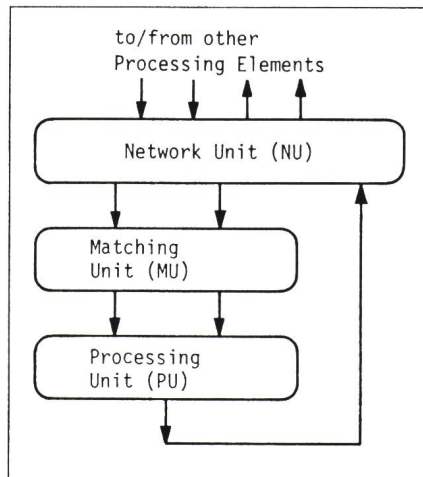 to/from other
Processing Elements
Network Unit (NU)
Matching
Unit (MU)
Processing
Unit (PU)